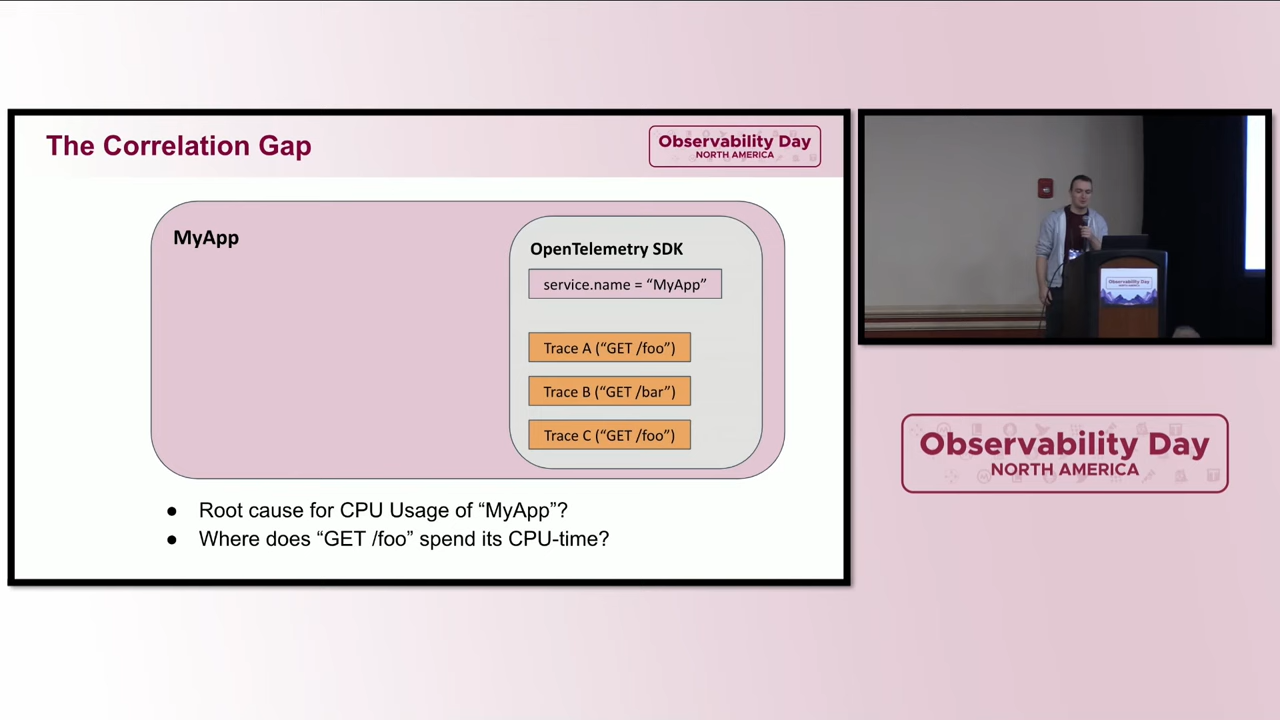 The Correlation Gap
Observability Day
NORTH AMERICA
MyApp
OpenTelemetry SDK
service.name = “MyApp”
Trace A (“GET /foo”)
Trace B (“GET /bar”)
Trace C (“GET /foo”)
● Root cause for CPU Usage of “MyApp”?
● Where does “GET /foo” spend its CPU-time?
Observability Day
Observability Day
NORTH AMERICA